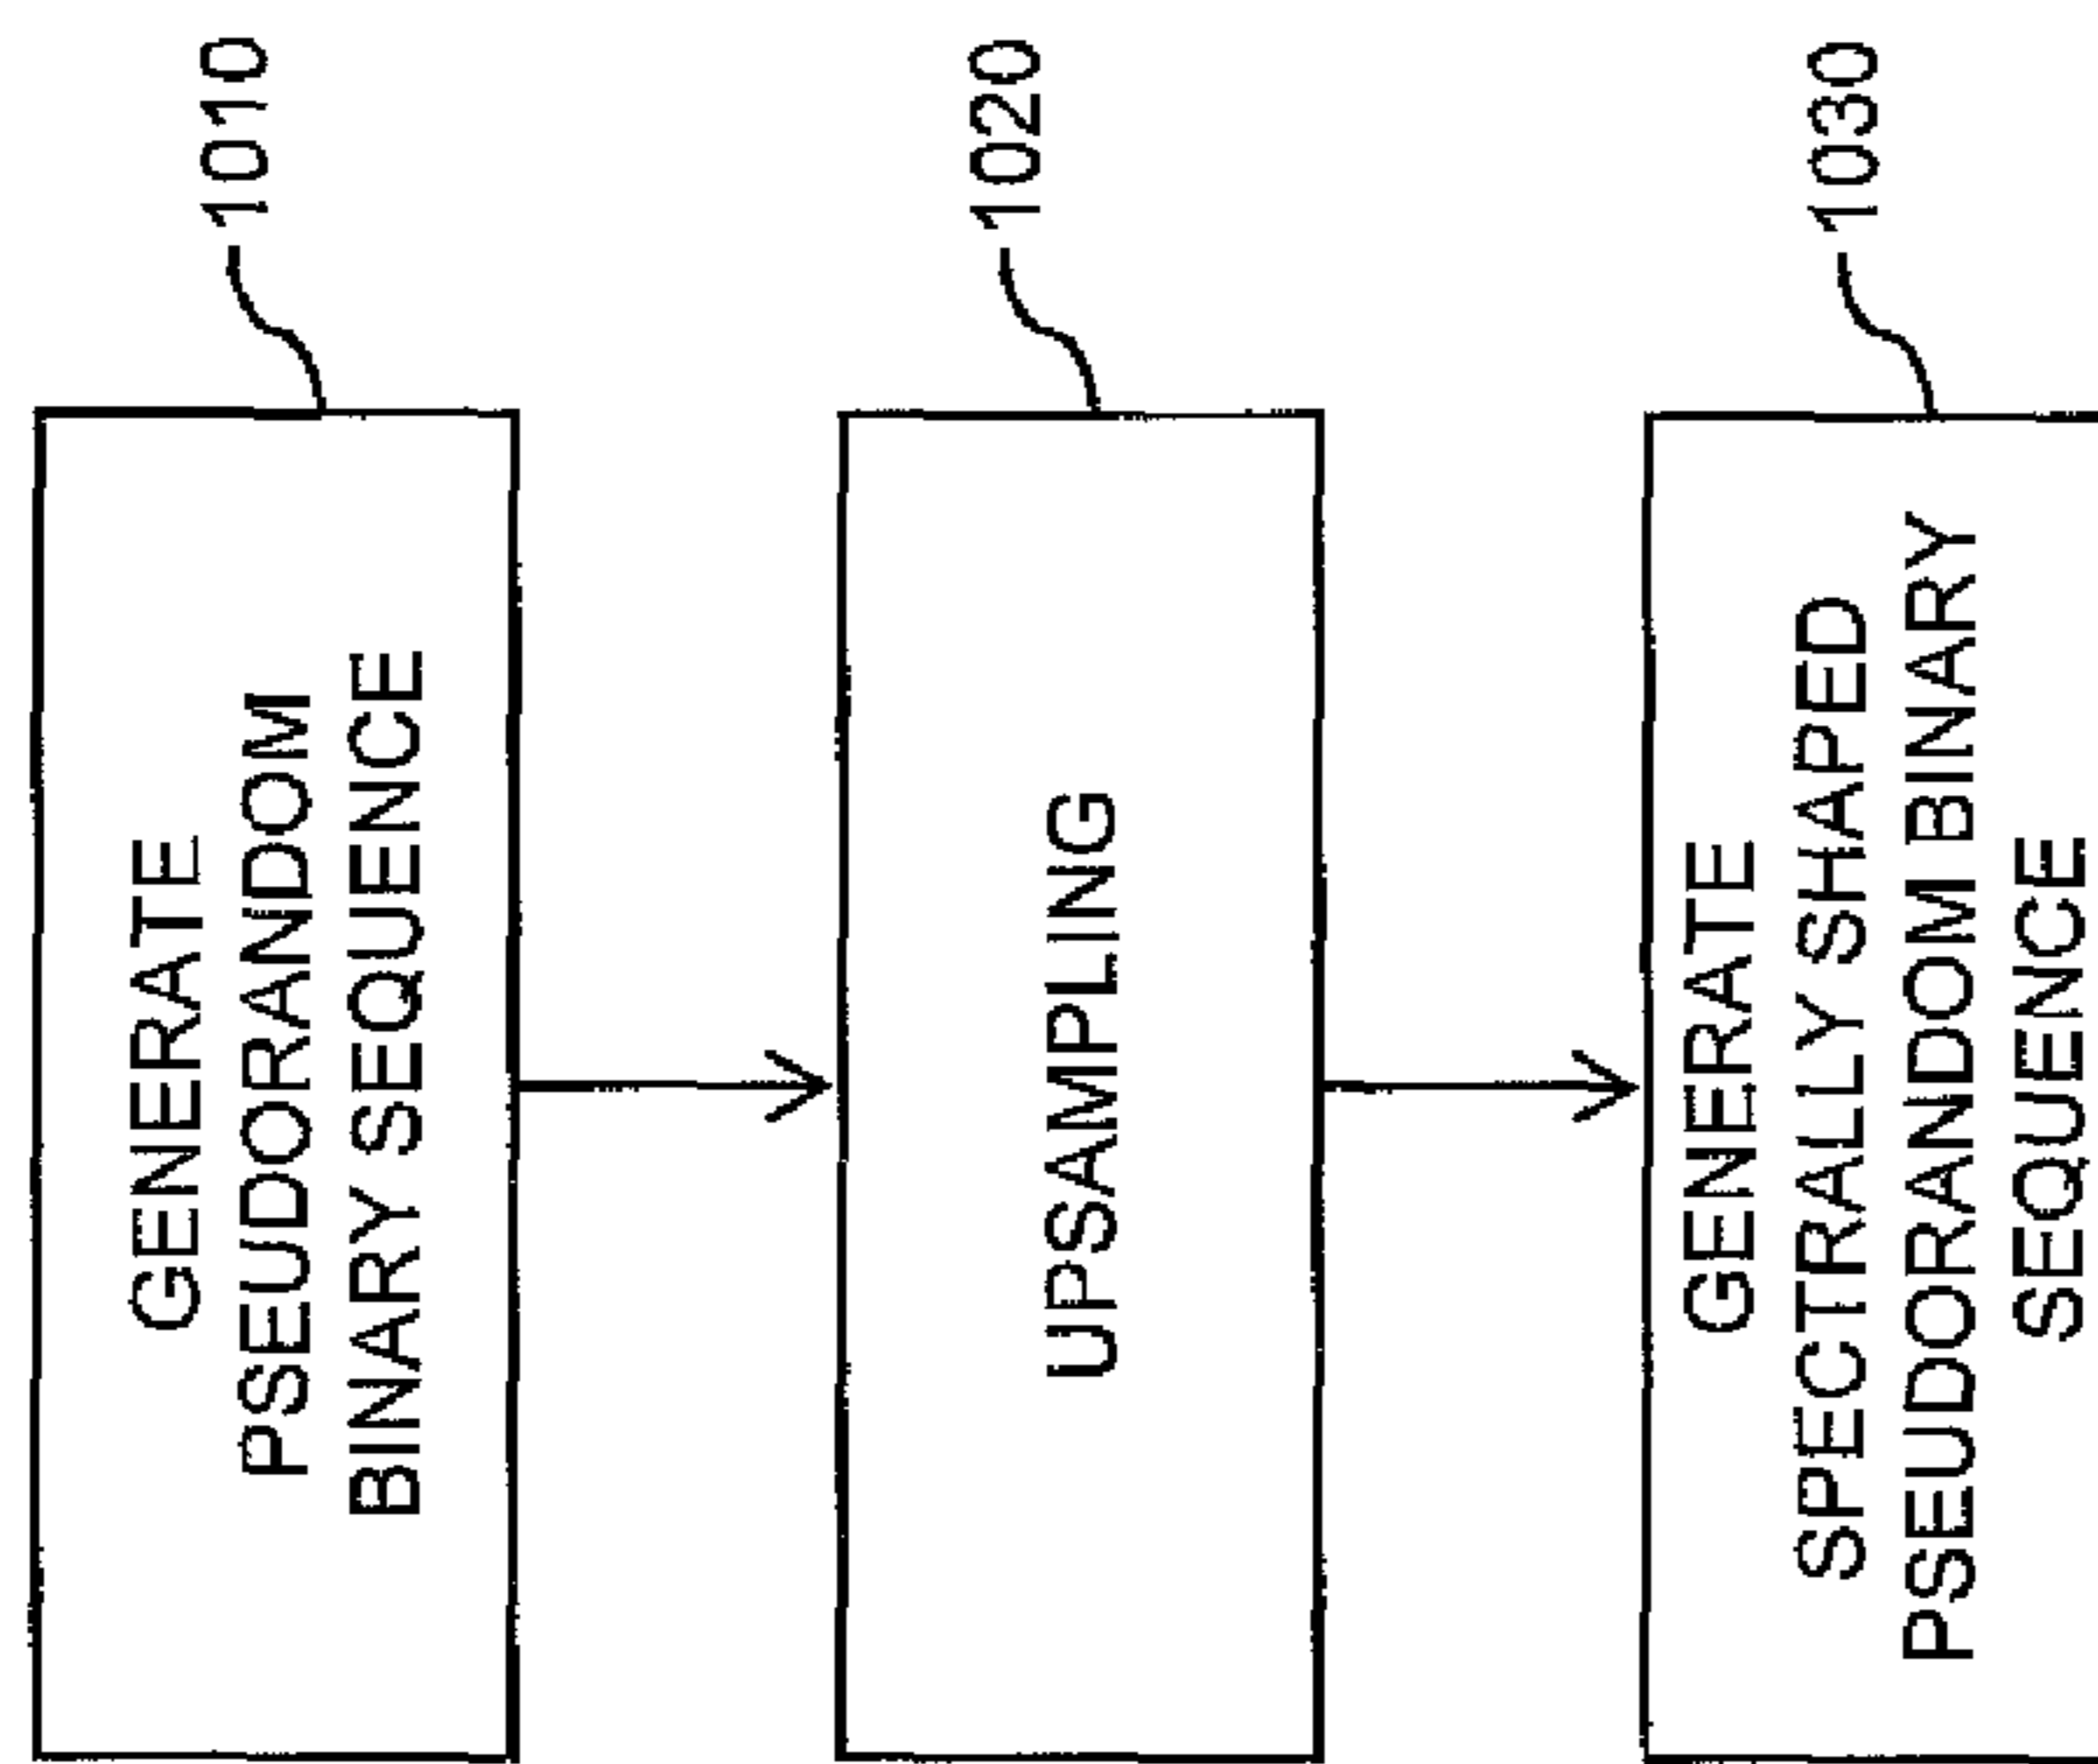 1010
GENERATE
PSEUDORANDOM
BINARY SEQUENCE
1020
UPSAMPLING
1030
GENERATE
SPECTRALLY SHAPED
PSEUDORANDOM BINARY
SEQUENCE